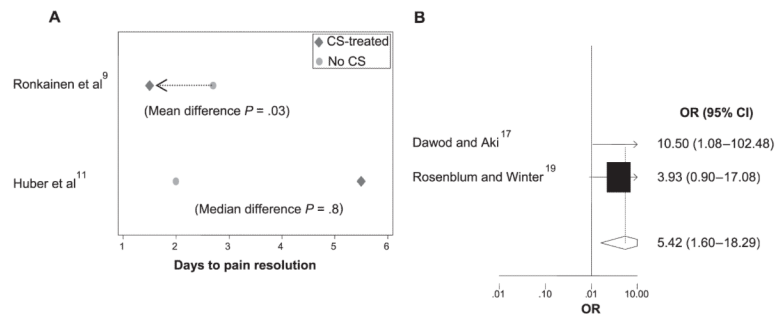 A
CS-treated
No CS
Ronkainen et al9
(Mean difference P = .03)
Huber et al11
(Median difference P = .8)
1 2 3 4 5 6
Days to pain resolution
B
OR (95% CI)
Dawod and Aki17 10.50 (1.08–102.48)
Rosenblum and Winter19 3.93 (0.90–17.08)
5.42 (1.60–18.29)
.01 .10 .01 10.00
OR